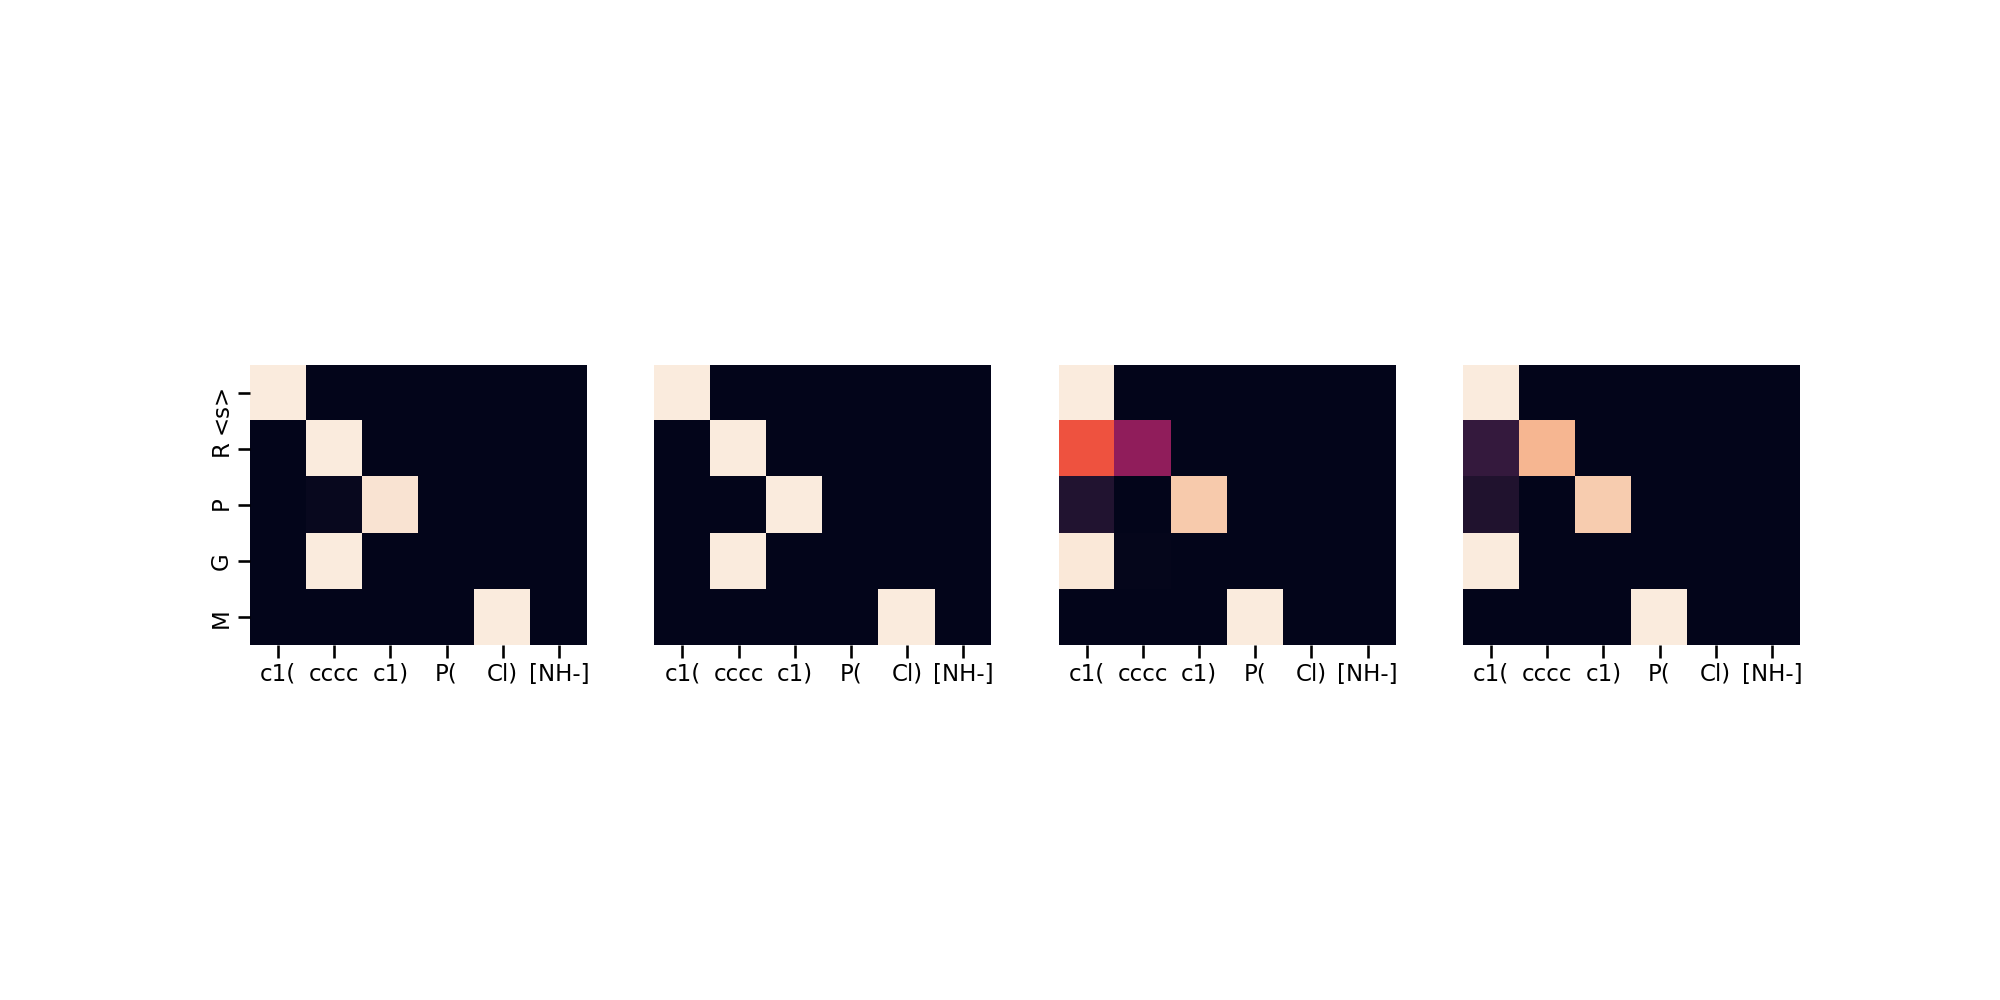 <s>
R
P
G
M
c1( cccc c1) P( Cl) [NH-]
c1( cccc c1) P( Cl) [NH-]
c1( cccc c1) P( Cl) [NH-]
c1( cccc c1) P( Cl) [NH-]